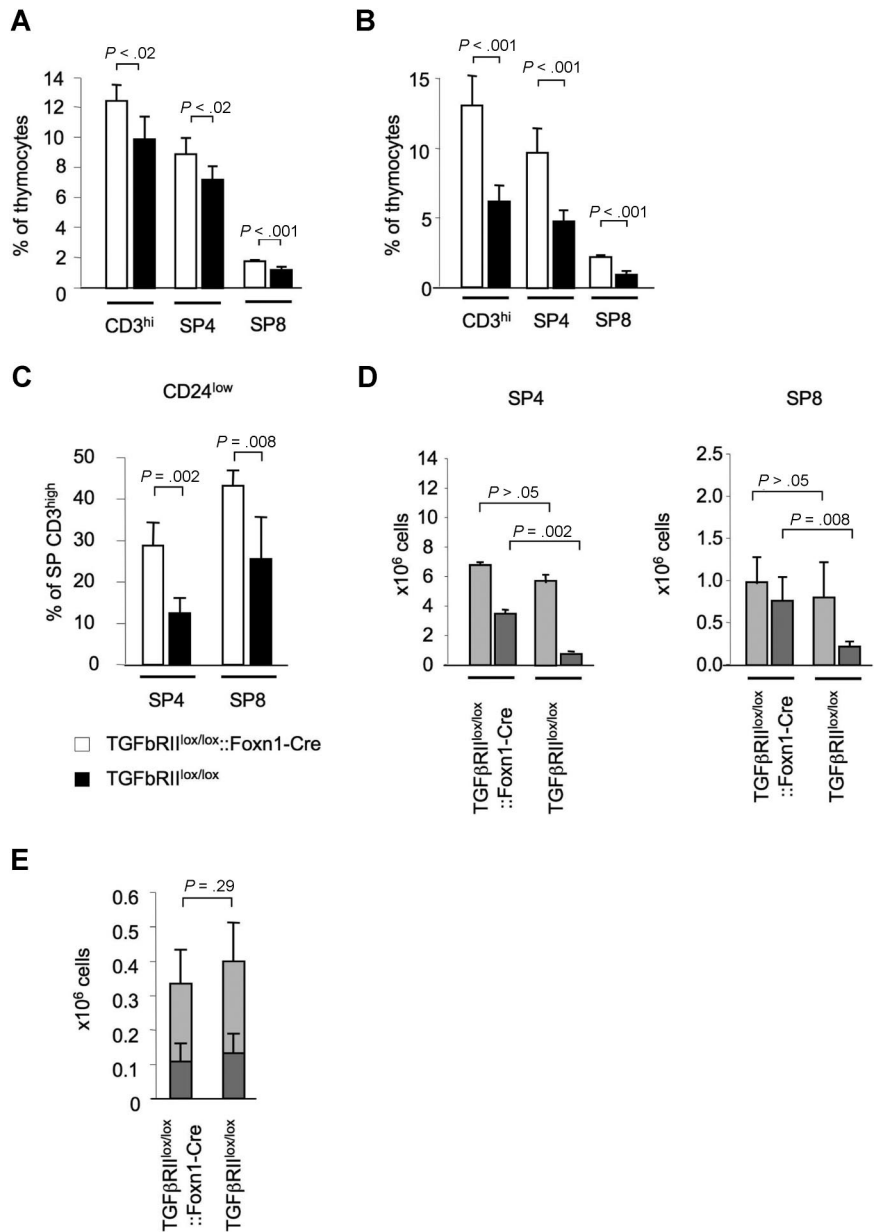 A
P < .02
P < .02
P < .001
% of thymocytes
14
12
10
8
6
4
2
0
CD3hi
SP4
SP8
B
P < .001
P < .001
P < .001
% of thymocytes
15
10
5
0
CD3hi
SP4
SP8
C
CD24low
P = .002
P = .008
% of SP CD3high
50
40
30
20
10
0
SP4
SP8
TGFbRIIlox/lox::Foxn1-Cre
TGFbRIIlox/lox
D
SP4
P > .05
P = .002
x10⁶ cells
14
12
10
8
6
4
2
0
TGFβRIIlox/lox
::Foxn1-Cre
TGFβRIIlox/lox
SP8
P > .05
P = .008
x10⁶ cells
2.5
2.0
1.5
1.0
0.5
0.0
TGFβRIIlox/lox
::Foxn1-Cre
TGFβRIIlox/lox
E
P = .29
x10⁶ cells
0.6
0.5
0.4
0.3
0.2
0.1
0
TGFβRIIlox/lox
::Foxn1-Cre
TGFβRIIlox/lox